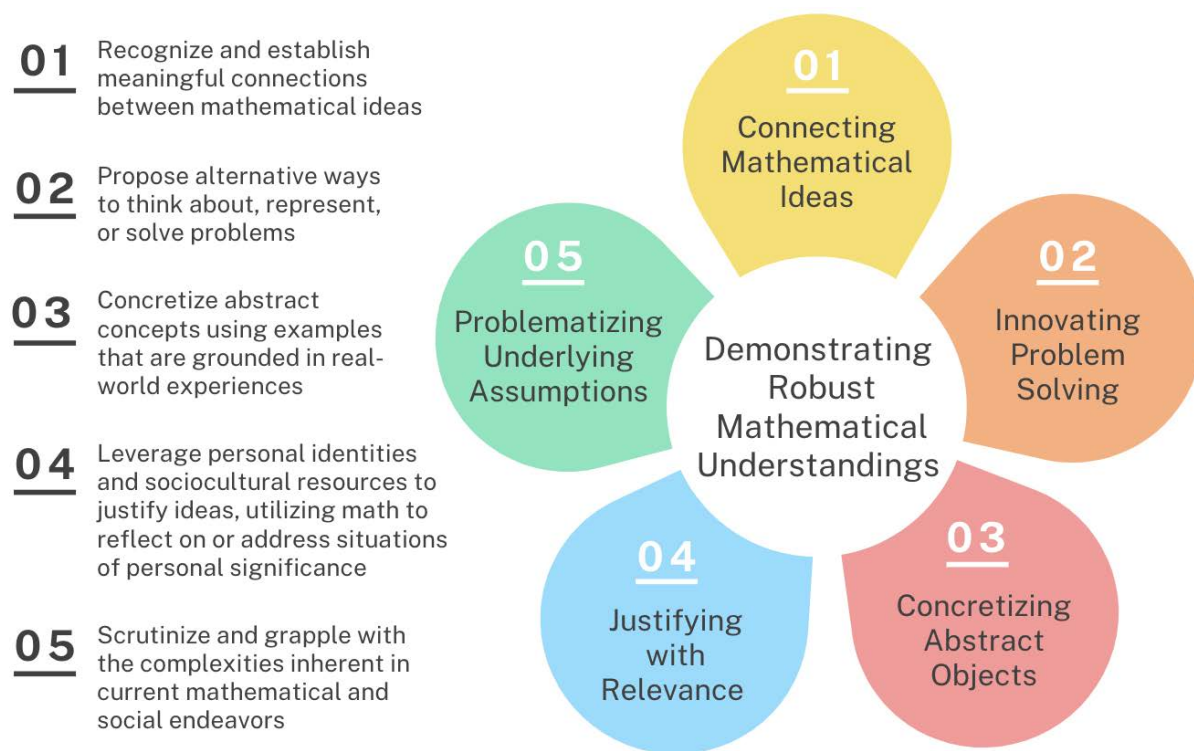 01
Recognize and establish
meaningful connections
between mathematical ideas
02
Propose alternative ways
to think about, represent,
or solve problems
03
Concretize abstract
concepts using examples
that are grounded in real-
world experiences
04
Leverage personal identities
and sociocultural resources to
justify ideas, utilizing math to
reflect on or address situations
of personal significance
05
Scrutinize and grapple with
the complexities inherent in
current mathematical and
social endeavors
01
Connecting
Mathematical
Ideas
02
Innovating
Problem
Solving
03
Concretizing
Abstract
Objects
04
Justifying
with
Relevance
05
Problematizing
Underlying
Assumptions
Demonstrating
Robust
Mathematical
Understandings